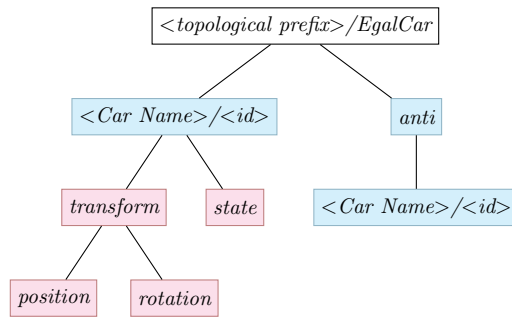 <topological prefix>/EgalCar
<Car Name>/<id>
anti
transform
state
<Car Name>/<id>
position
rotation